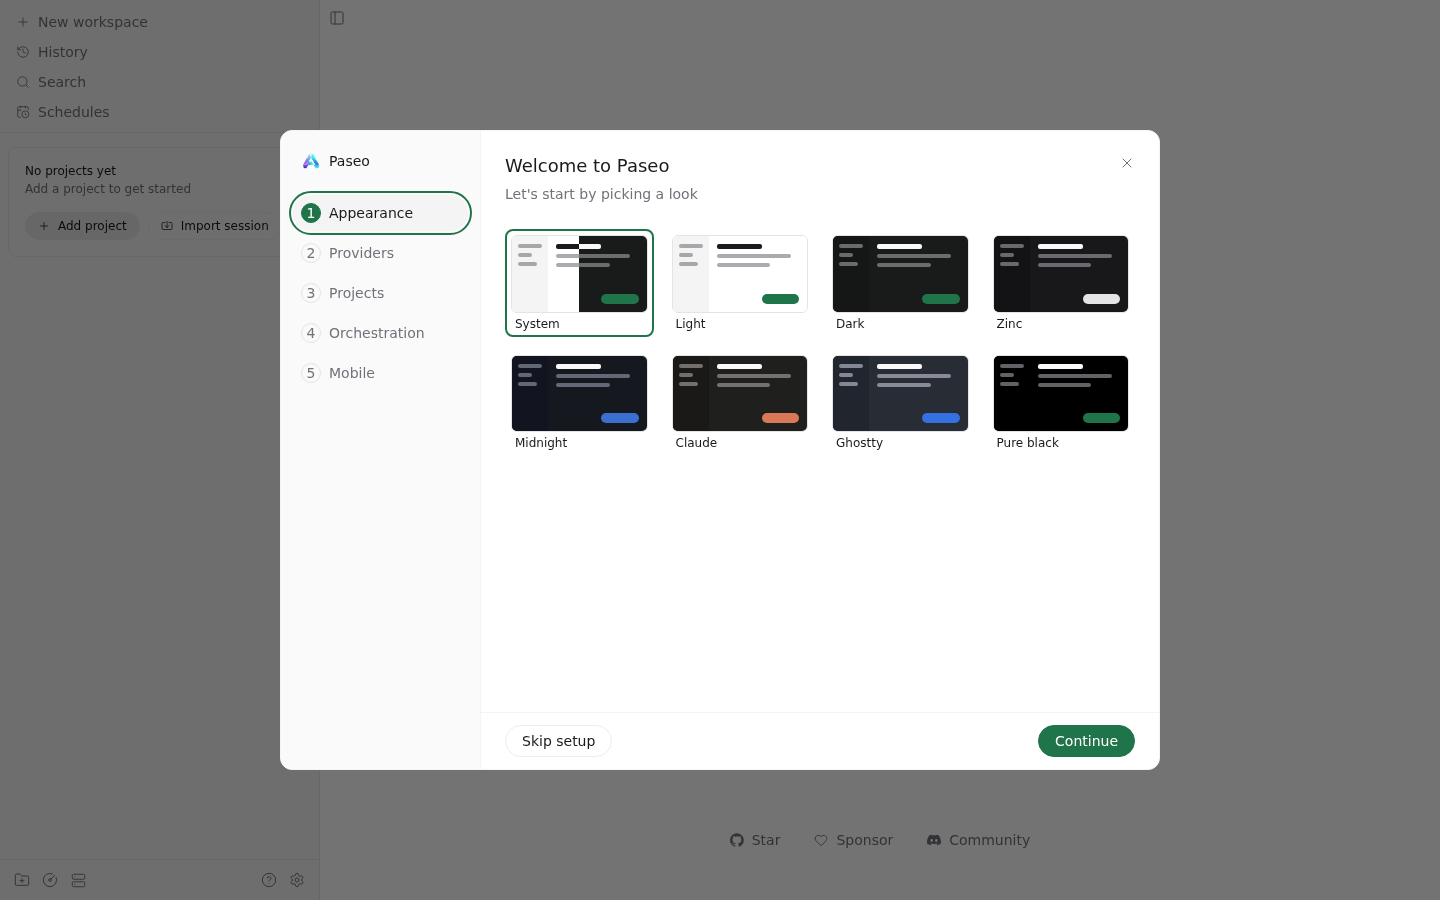 New workspace
History
Search
Schedules
No projects yet
Add a project to get started
Add project
Import session
Paseo
1 Appearance
2 Providers
3 Projects
4 Orchestration
5 Mobile
Welcome to Paseo
Let's start by picking a look
System
Light
Dark
Zinc
Midnight
Claude
Ghostty
Pure black
Skip setup
Continue
Star
Sponsor
Community